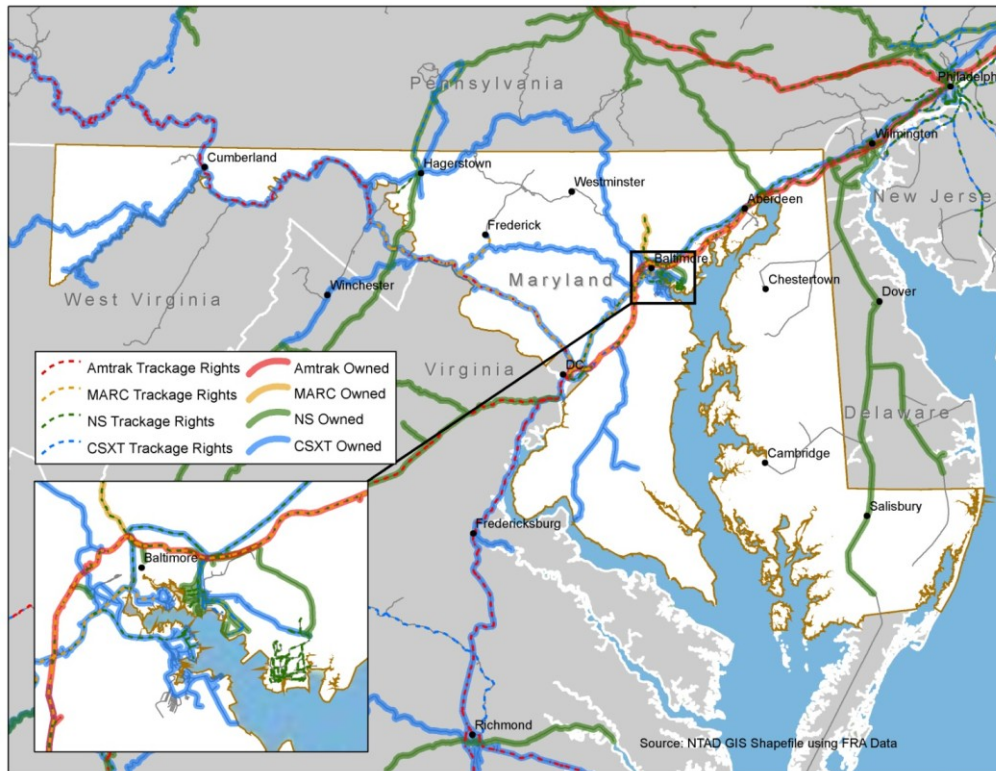 Pennsylvania
Philadelph
Wilmington
Cumberland
Hagerstown
Westminster
Aberdeen
New Jerse
Frederick
Baltimore
West Virginia
Winchester
Maryland
Chestertown
Dover
Virginia
DC
Delaware
Cambridge
Salisbury
Fredericksburg
Richmond
Amtrak Trackage Rights
MARC Trackage Rights
NS Trackage Rights
CSXT Trackage Rights
Amtrak Owned
MARC Owned
NS Owned
CSXT Owned
Baltimore
Source: NTAD GIS Shapefile using FRA Data